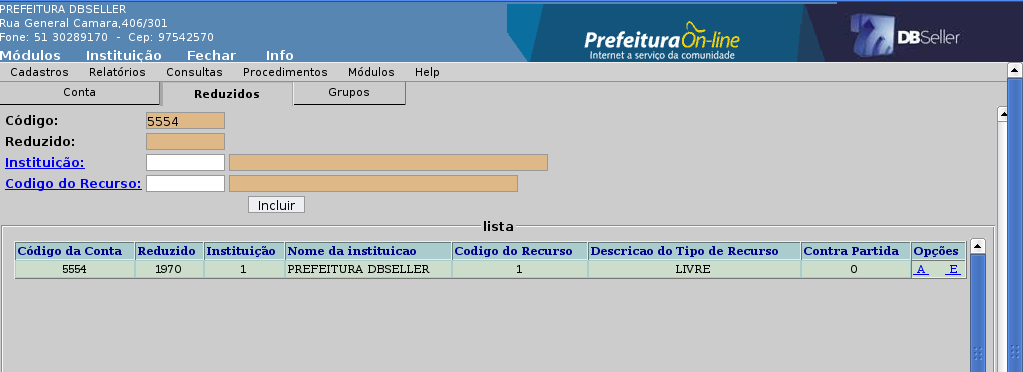 PREFEITURA DBSELLER
Rua General Camara,406/301
Fone: 51 30289170 - Cep: 97542570
PrefeituraOn-line
Internet a serviço da comunidade
DBSeller
Módulos Instituição Fechar Info
Cadastros Relatórios Consultas Procedimentos Módulos Help
Conta Reduzidos Grupos
Código: 5554
Reduzido:
Instituição:
Codigo do Recurso:
Incluir
lista
Código da Conta Reduzido Instituição Nome da instituicao Codigo do Recurso Descricao do Tipo de Recurso Contra Partida Opções
5554 1970 1 PREFEITURA DBSELLER 1 LIVRE 0 A E